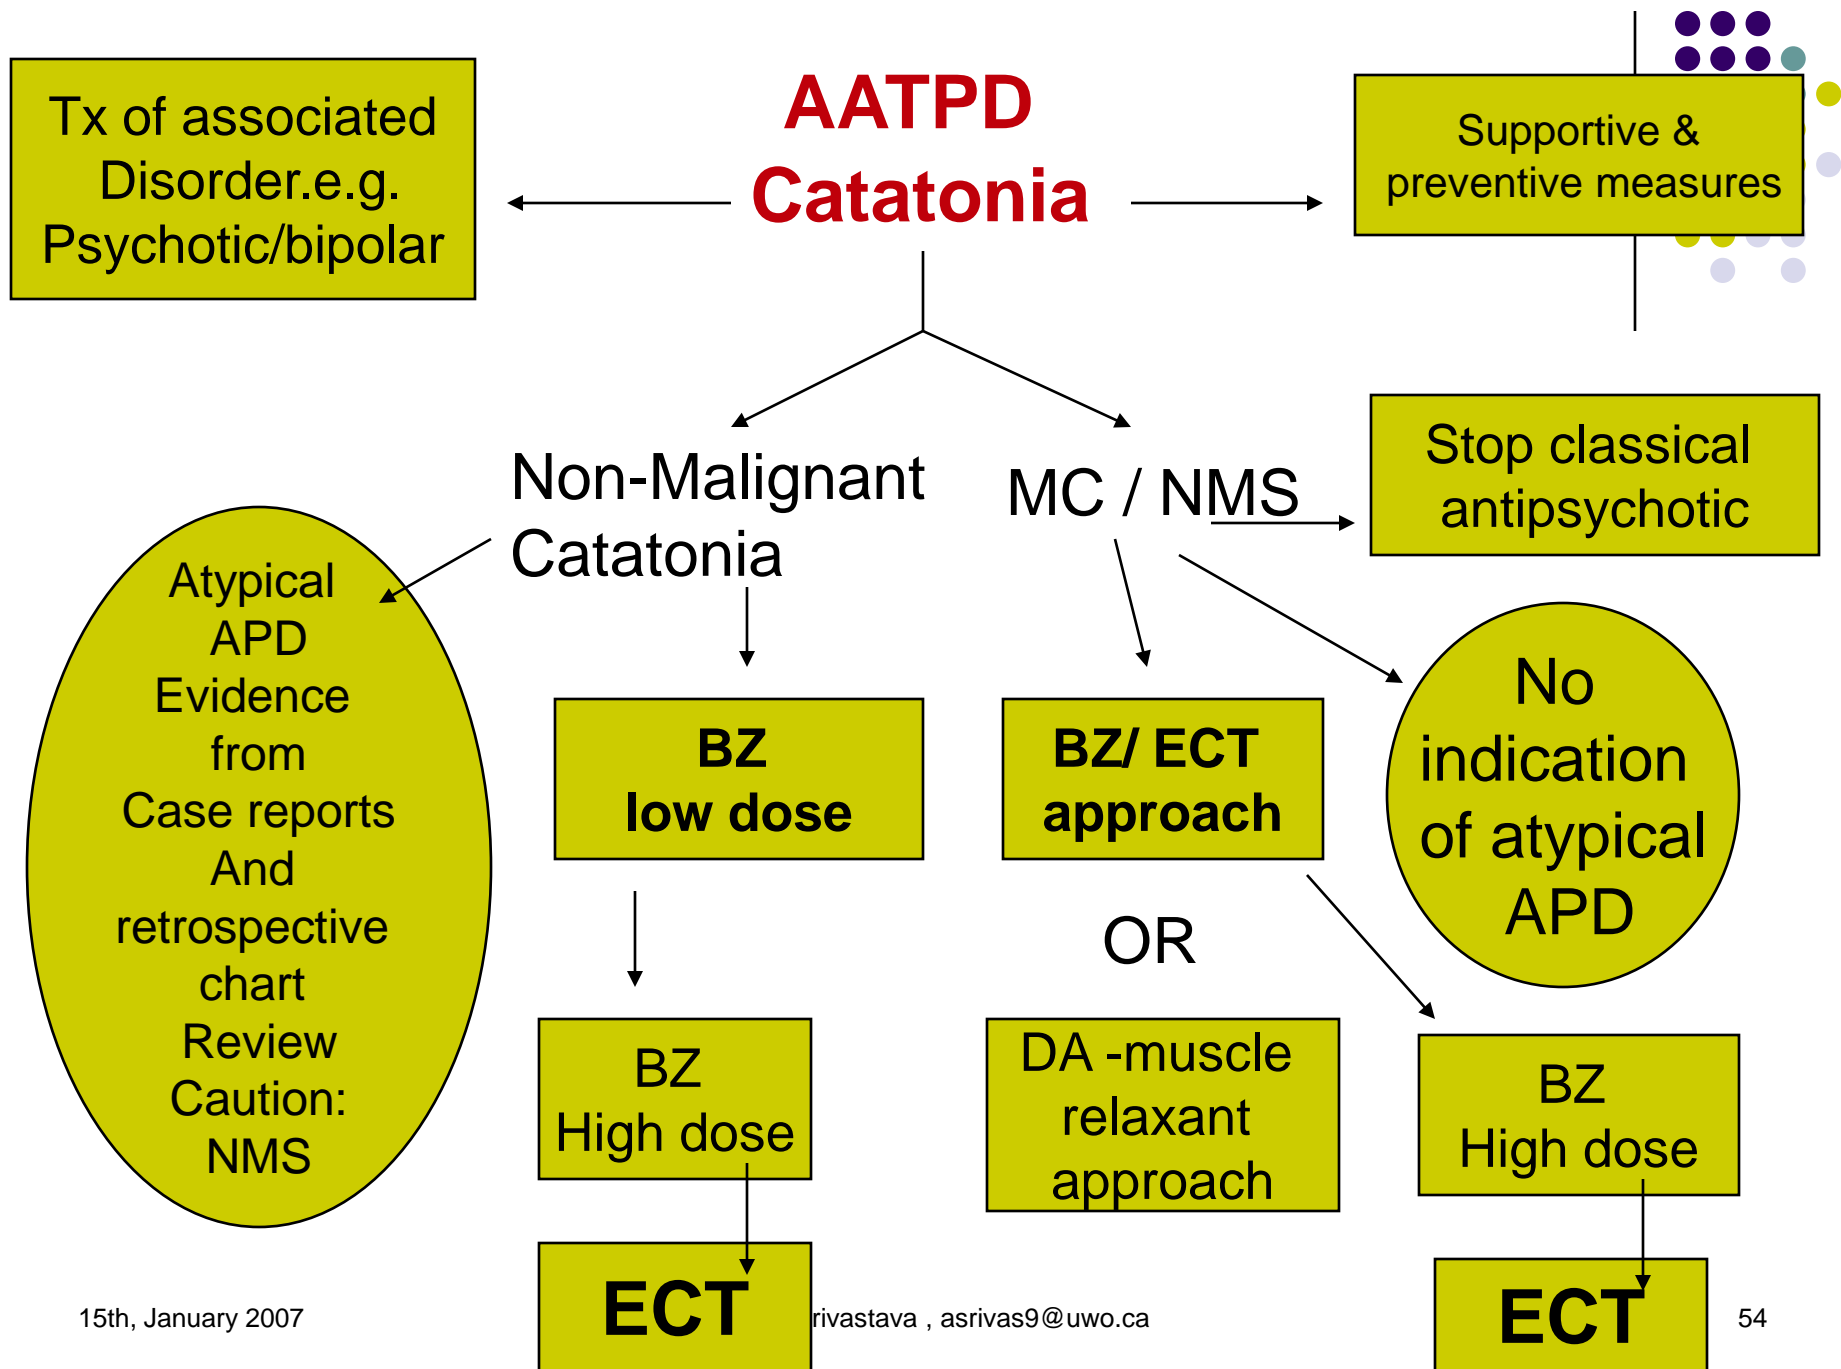 AATPD
Catatonia
Tx of associated
Disorder.e.g.
Psychotic/bipolar
Supportive &
preventive measures
Non-Malignant
Catatonia
MC / NMS
Stop classical
antipsychotic
Atypical
APD
Evidence
from
Case reports
And
retrospective
chart
Review
Caution:
NMS
BZ
low dose
BZ/ ECT
approach
No
indication
of atypical
APD
OR
BZ
High dose
DA -muscle
relaxant
approach
BZ
High dose
ECT
ECT
15th, January 2007
rivastava , asrivas9@uwo.ca
54